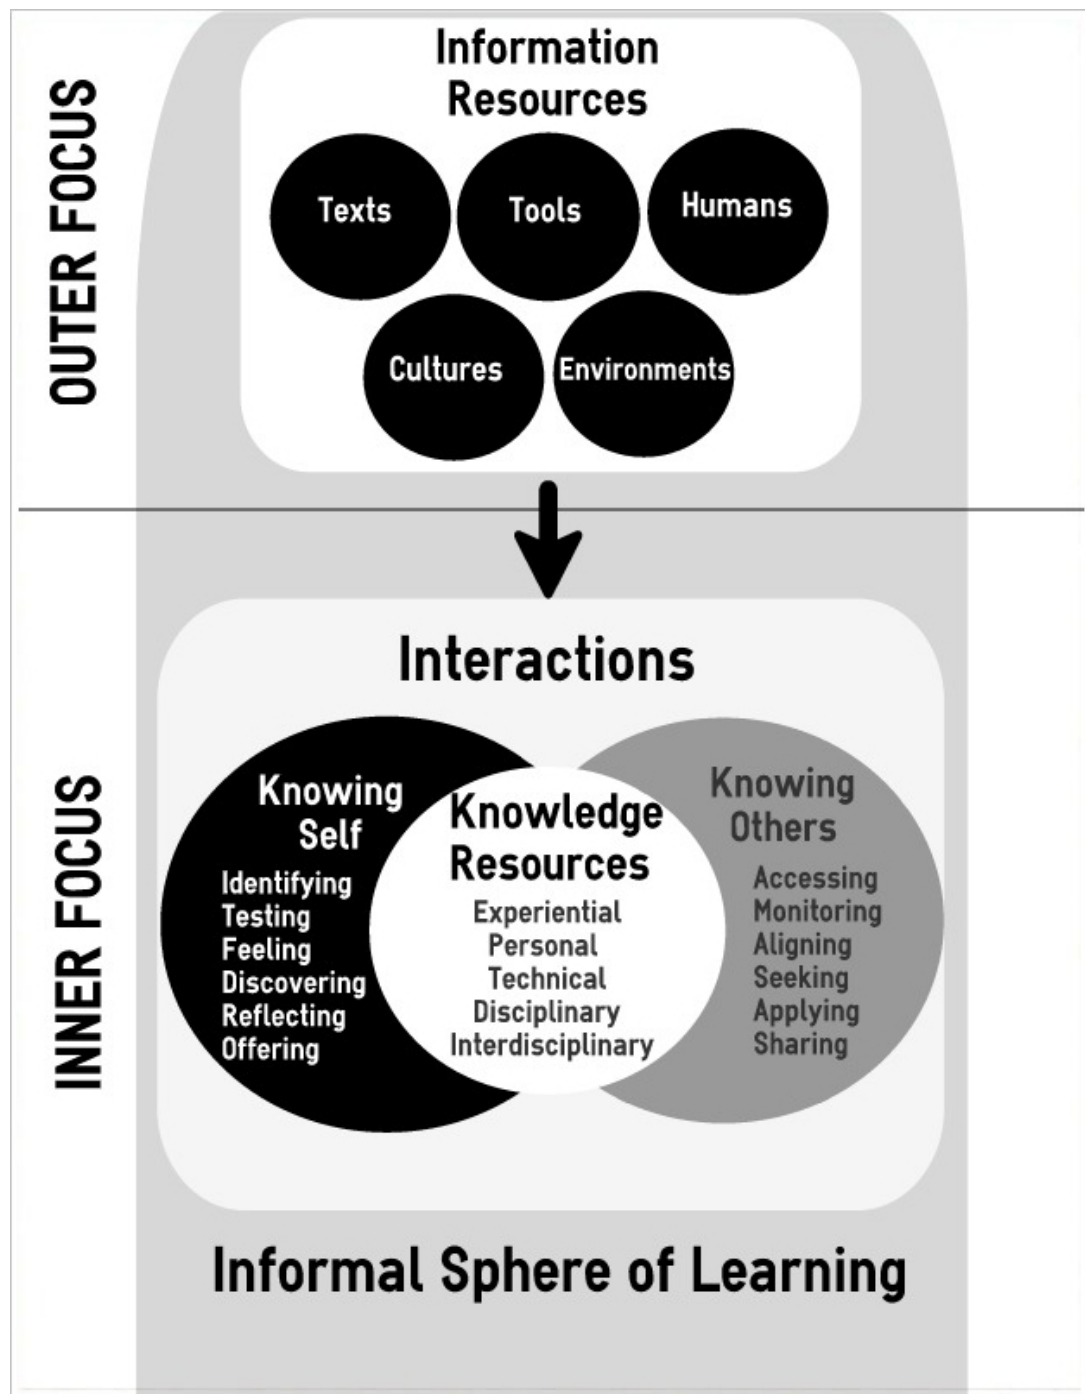 OUTER FOCUS
Information
Resources
Texts
Tools
Humans
Cultures
Environments
INNER FOCUS
Interactions
Knowing
Self
Identifying
Testing
Feeling
Discovering
Reflecting
Offering
Knowledge
Resources
Experiential
Personal
Technical
Disciplinary
Interdisciplinary
Knowing
Others
Accessing
Monitoring
Aligning
Seeking
Applying
Sharing
Informal Sphere of Learning